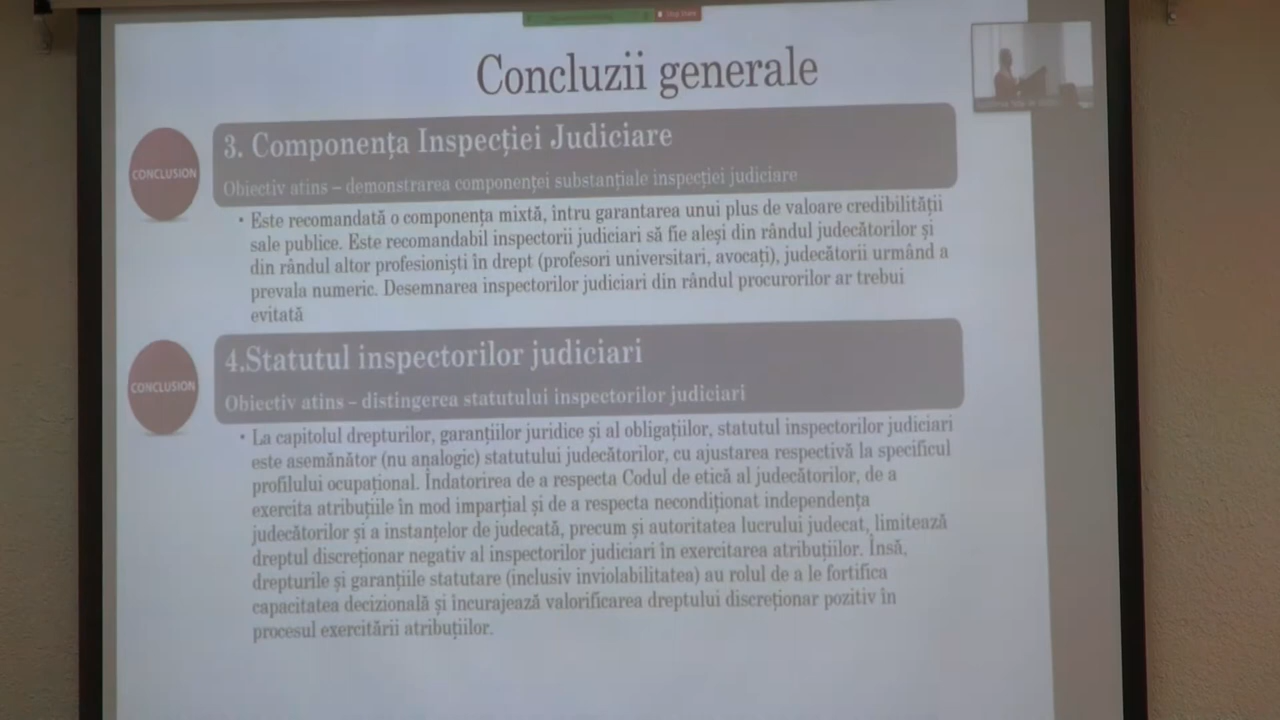 Concluzii generale
CONCLUSION
3. Componența Inspecției Judiciare
Obiectiv atins – demonstrarea componenței substanțiale inspecției judiciare
• Este recomandată o componența mixtă, întru garantarea unui plus de valoare credibilității
sale publice. Este recomandabil inspectorii judiciari să fie aleși din rândul judecătorilor și
din rândul altor profesioniști în drept (profesori universitari, avocați), judecătorii urmând a
prevala numeric. Desemnarea inspectorilor judiciari din rândul procurorilor ar trebui
evitată
CONCLUSION
4.Statutul inspectorilor judiciari
Obiectiv atins – distingerea statutului inspectorilor judiciari
• La capitolul drepturilor, garanțiilor juridice și al obligațiilor, statutul inspectorilor judiciari
este asemănător (nu analogic) statutului judecătorilor, cu ajustarea respectivă la specificul
profilului ocupațional. Îndatorirea de a respecta Codul de etică al judecătorilor, de a
exercita atribuțiile în mod imparțial și de a respecta necondiționat independența
judecătorilor și a instanțelor de judecată, precum și autoritatea lucrului judecat, limitează
dreptul discreționar negativ al inspectorilor judiciari în exercitarea atribuțiilor. Însă,
drepturile și garanțiile statutare (inclusiv inviolabilitatea) au rolul de a le fortifica
capacitatea decizională și încurajează valorificarea dreptului discreționar pozitiv în
procesul exercitării atribuțiilor.